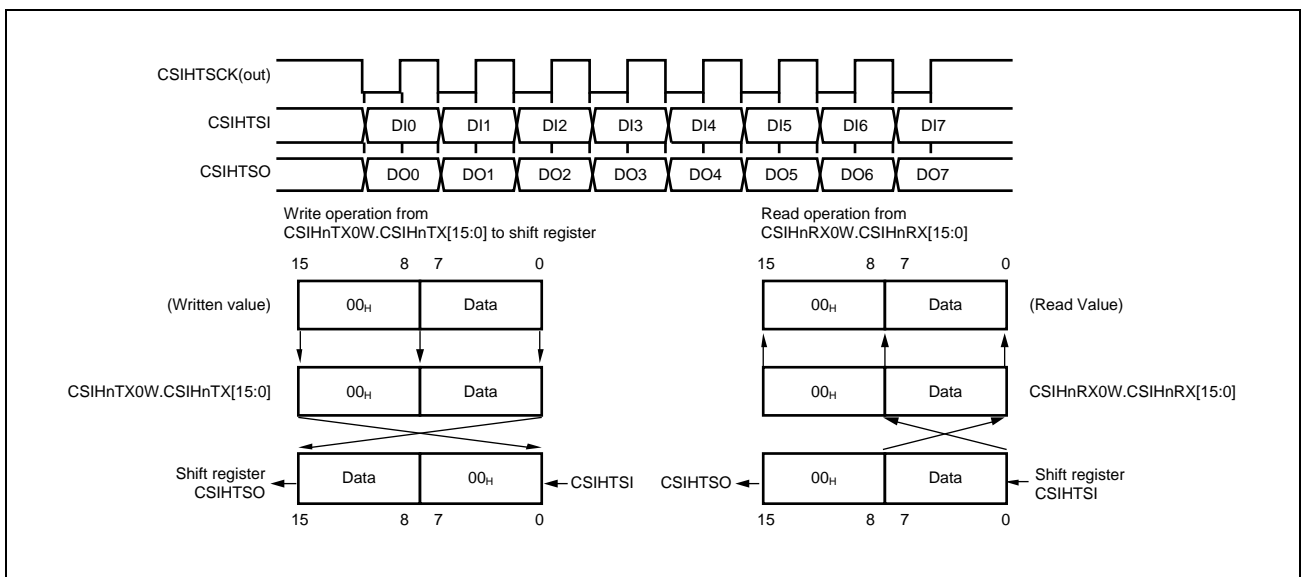 CSIHTSCK(out)
CSIHTSI DI0 DI1 DI2 DI3 DI4 DI5 DI6 DI7
CSIHTSO DO0 DO1 DO2 DO3 DO4 DO5 DO6 DO7
Write operation from
CSIHnTX0W.CSIHnTX[15:0] to shift register
15 8 7 0
(Written value) 00H Data
CSIHnTX0W.CSIHnTX[15:0] 00H Data
Shift register
CSIHTSO
Data 00H CSIHTSI
15 8 7 0
Read operation from
CSIHnRX0W.CSIHnRX[15:0]
15 8 7 0
00H Data (Read Value)
00H Data CSIHnRX0W.CSIHnRX[15:0]
CSIHTSO 00H Data
Shift register
CSIHTSI
15 8 7 0